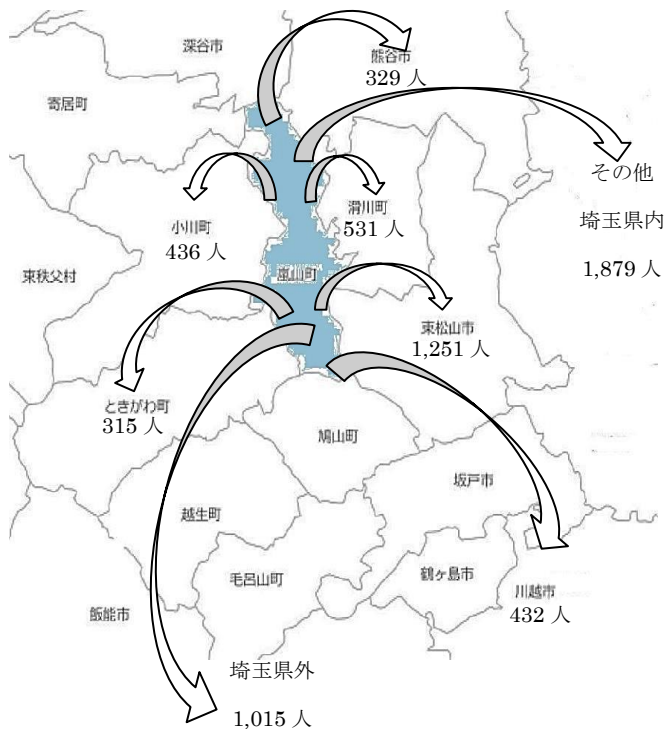 深谷市
熊谷市
329 人
寄居町
その他
埼玉県内
1,879 人
小川町
436 人
滑川町
531 人
東秩父村
嵐山町
東松山市
1,251 人
ときがわ町
315 人
鳩山町
坂戸市
越生町
毛呂山町
鶴ヶ島市
川越市
432 人
飯能市
埼玉県外
1,015 人